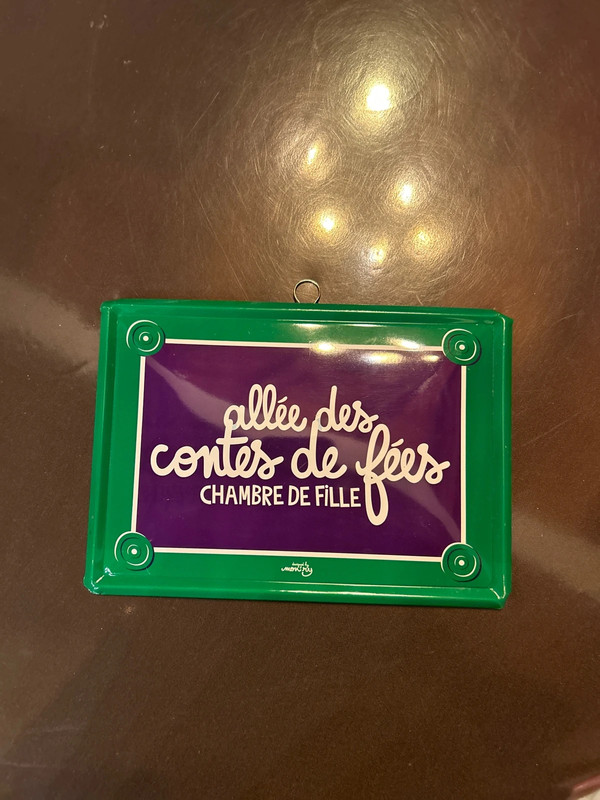 allée des
contes de fées
CHAMBRE DE FiLLE